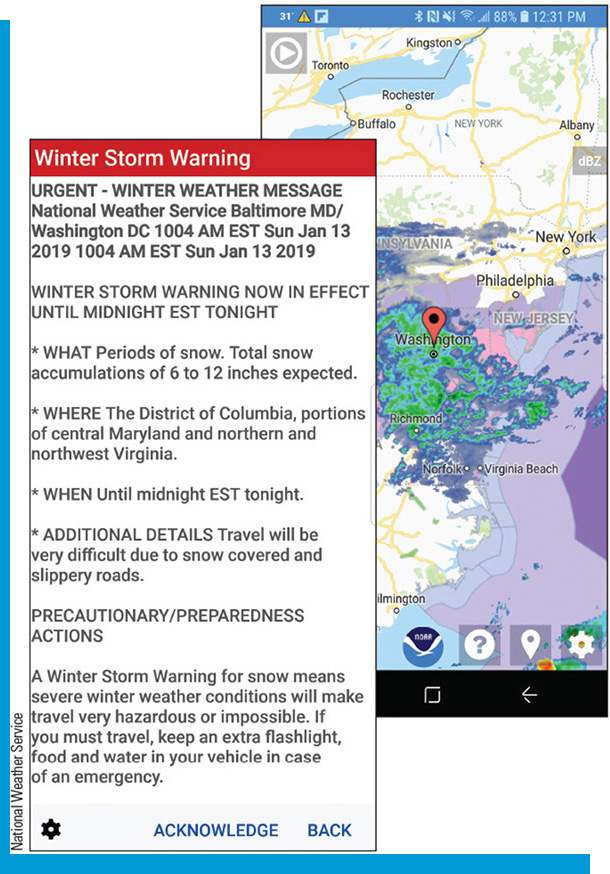 31° 88% 12:31 PM
Kingston
Toronto
Rochester
Buffalo
NEW YORK
Albany
dBZ
NSYLVANIA
New York
Philadelphia
NEW JERSEY
Washington
Richmond
Norfolk
Virginia Beach
ilmington
NOAA
?
Winter Storm Warning
URGENT - WINTER WEATHER MESSAGE
National Weather Service Baltimore MD/
Washington DC 1004 AM EST Sun Jan 13
2019 1004 AM EST Sun Jan 13 2019
WINTER STORM WARNING NOW IN EFFECT
UNTIL MIDNIGHT EST TONIGHT
* WHAT Periods of snow. Total snow
accumulations of 6 to 12 inches expected.
* WHERE The District of Columbia, portions
of central Maryland and northern and
northwest Virginia.
* WHEN Until midnight EST tonight.
* ADDITIONAL DETAILS Travel will be
very difficult due to snow covered and
slippery roads.
PRECAUTIONARY/PREPAREDNESS
ACTIONS
A Winter Storm Warning for snow means
severe winter weather conditions will make
travel very hazardous or impossible. If
you must travel, keep an extra flashlight,
food and water in your vehicle in case
of an emergency.
ACKNOWLEDGE BACK
National Weather Service